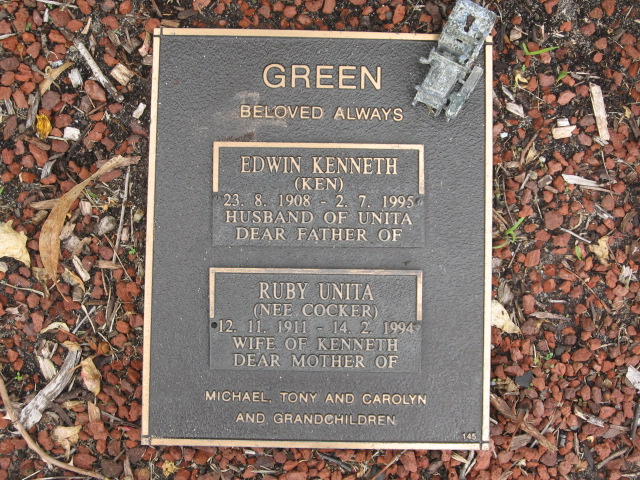 GREEN
BELOVED ALWAYS
EDWIN KENNETH
(KEN)
23. 8. 1908 - 2. 7. 1995
HUSBAND OF UNITA
DEAR FATHER OF
RUBY UNITA
(NEE COCKER)
12. 11. 1911 - 14. 2. 1994
WIFE OF KENNETH
DEAR MOTHER OF
MICHAEL, TONY AND CAROLYN
AND GRANDCHILDREN
145